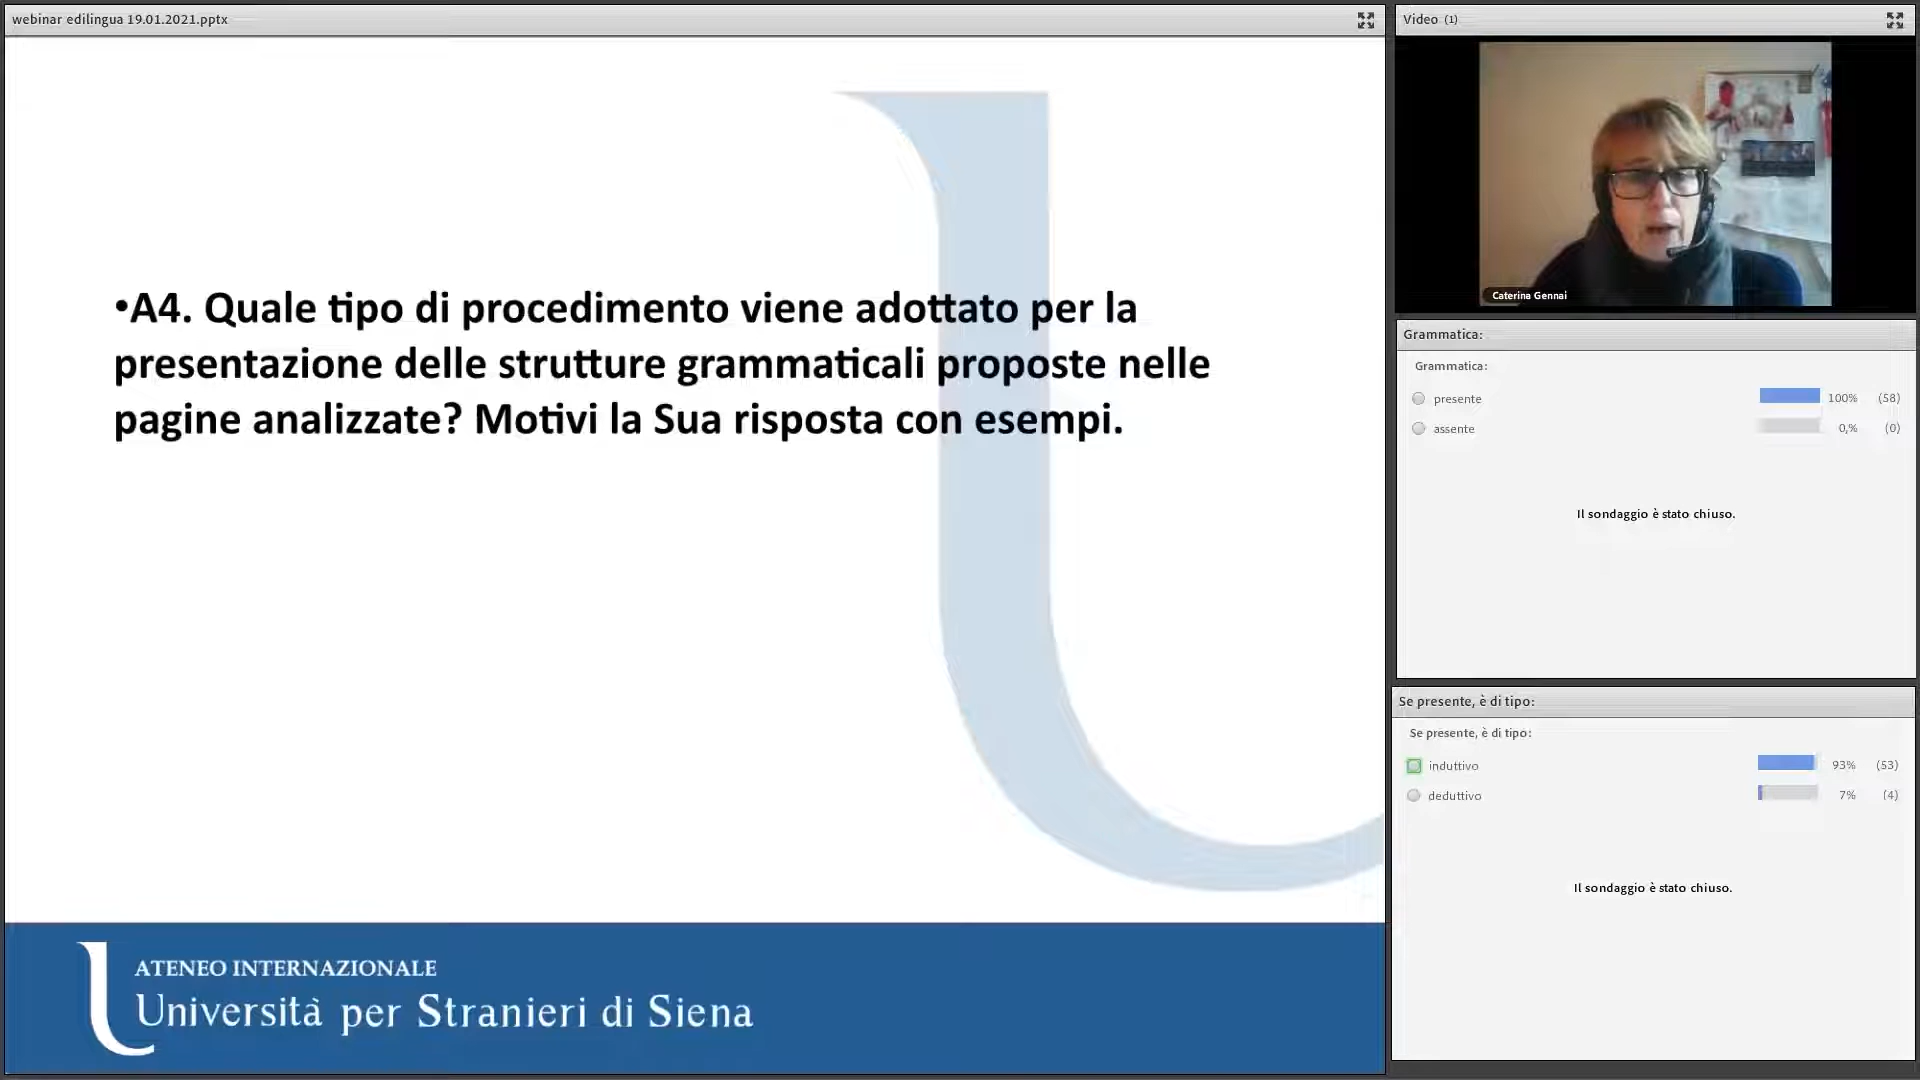 webinar edilingua 19.01.2021.pptx
•A4. Quale tipo di procedimento viene adottato per la
presentazione delle strutture grammaticali proposte nelle
pagine analizzate? Motivi la Sua risposta con esempi.
ATENEO INTERNAZIONALE
Università per Stranieri di Siena
Video (1)
Caterina Gennai
Grammatica:
Grammatica:
presente 100% (58)
assente 0,% (0)
Il sondaggio è stato chiuso.
Se presente, è di tipo:
Se presente, è di tipo:
induttivo 93% (53)
deduttivo 7% (4)
Il sondaggio è stato chiuso.